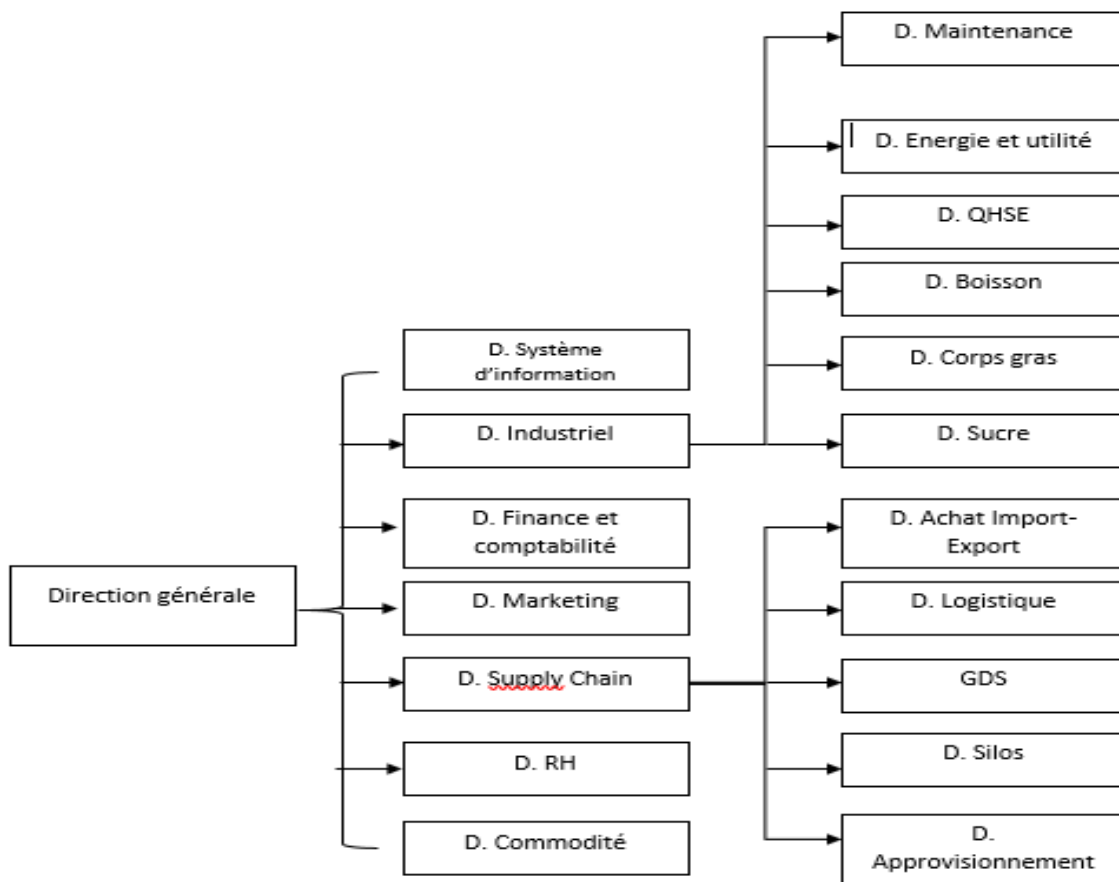 Direction générale
D. Système
d'information
D. Industriel
D. Finance et
comptabilité
D. Marketing
D. Supply Chain
D. RH
D. Commodité
D. Maintenance
D. Energie et utilité
D. QHSE
D. Boisson
D. Corps gras
D. Sucre
D. Achat Import-
Export
D. Logistique
GDS
D. Silos
D.
Approvisionnement